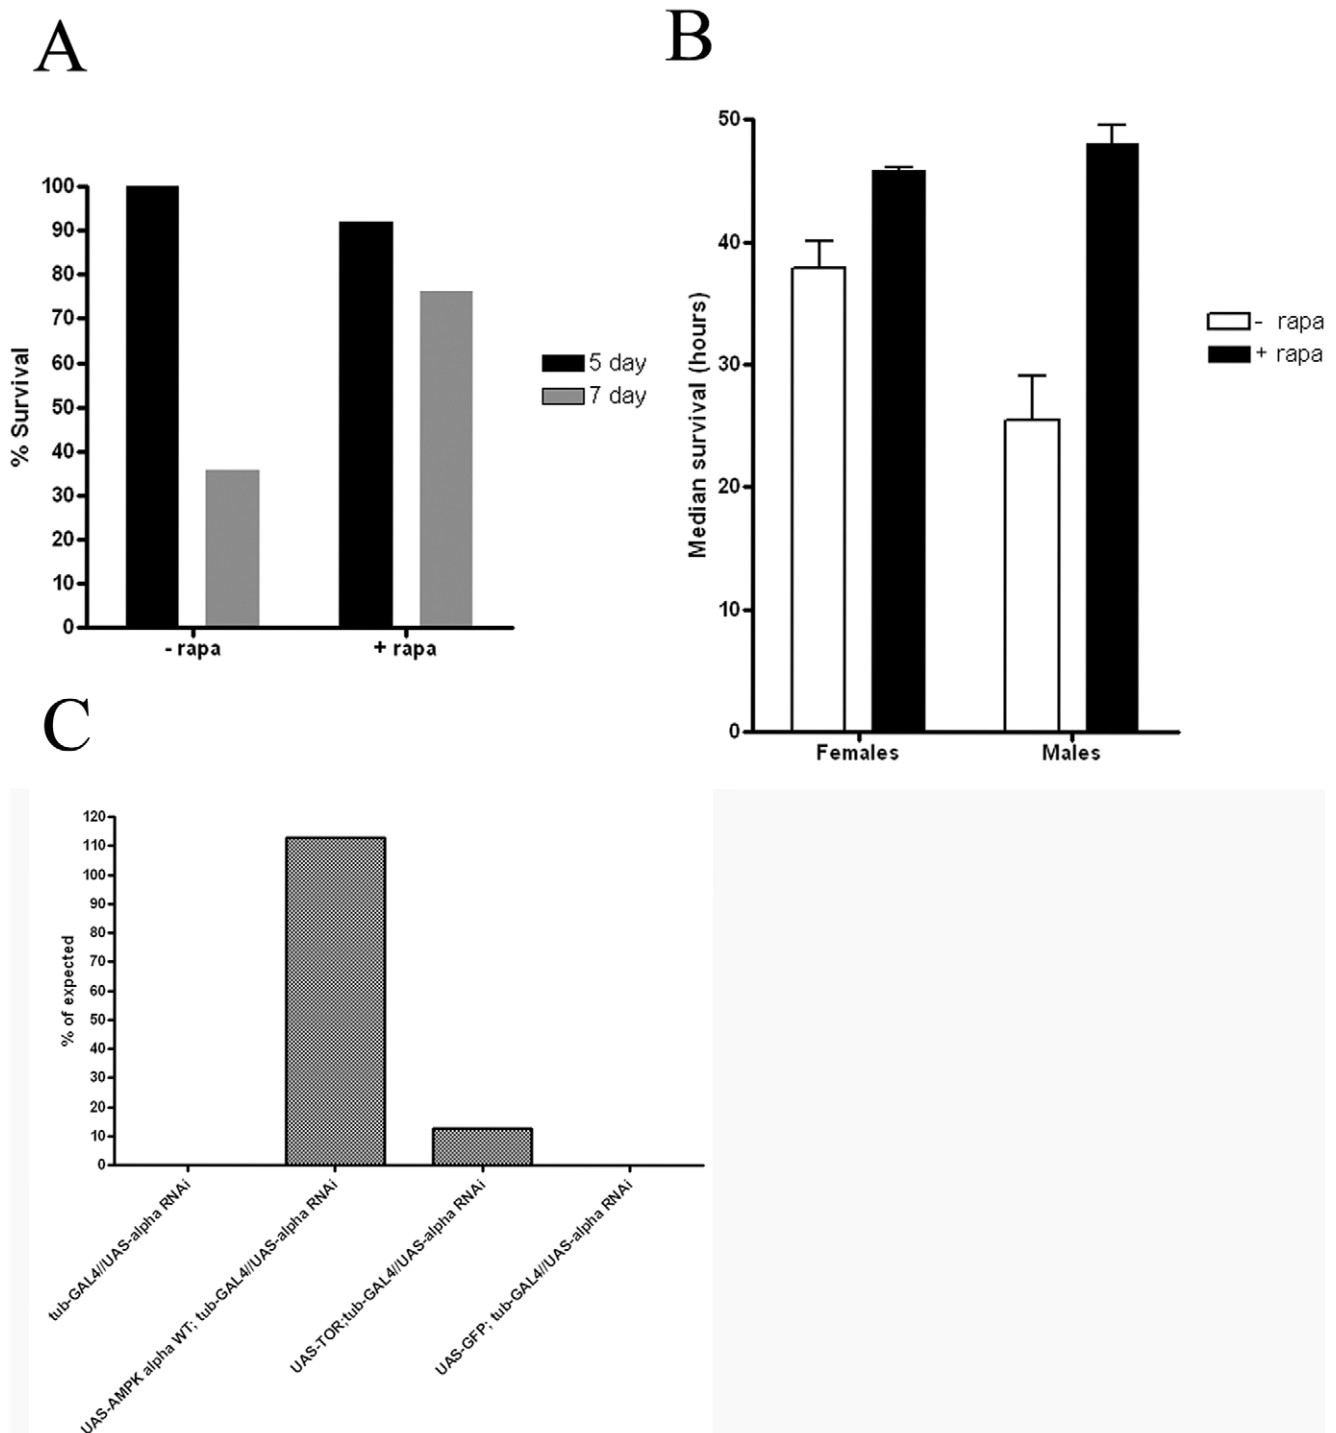 A
100
90
80
70
60
50
40
30
20
10
0
% Survival
- rapa
+ rapa
5 day
7 day
B
50
40
30
20
10
0
Median survival (hours)
Females
Males
- rapa
+ rapa
C
120
110
100
90
80
70
60
50
40
30
20
10
0
% of expected
tub-GAL4//UAS-alpha RNAi
UAS-AMPK alpha WT; tub-GAL4//UAS-alpha RNAi
UAS-TOR;tub-GAL4//UAS-alpha RNAi
UAS-GFP; tub-GAL4//UAS-alpha RNAi